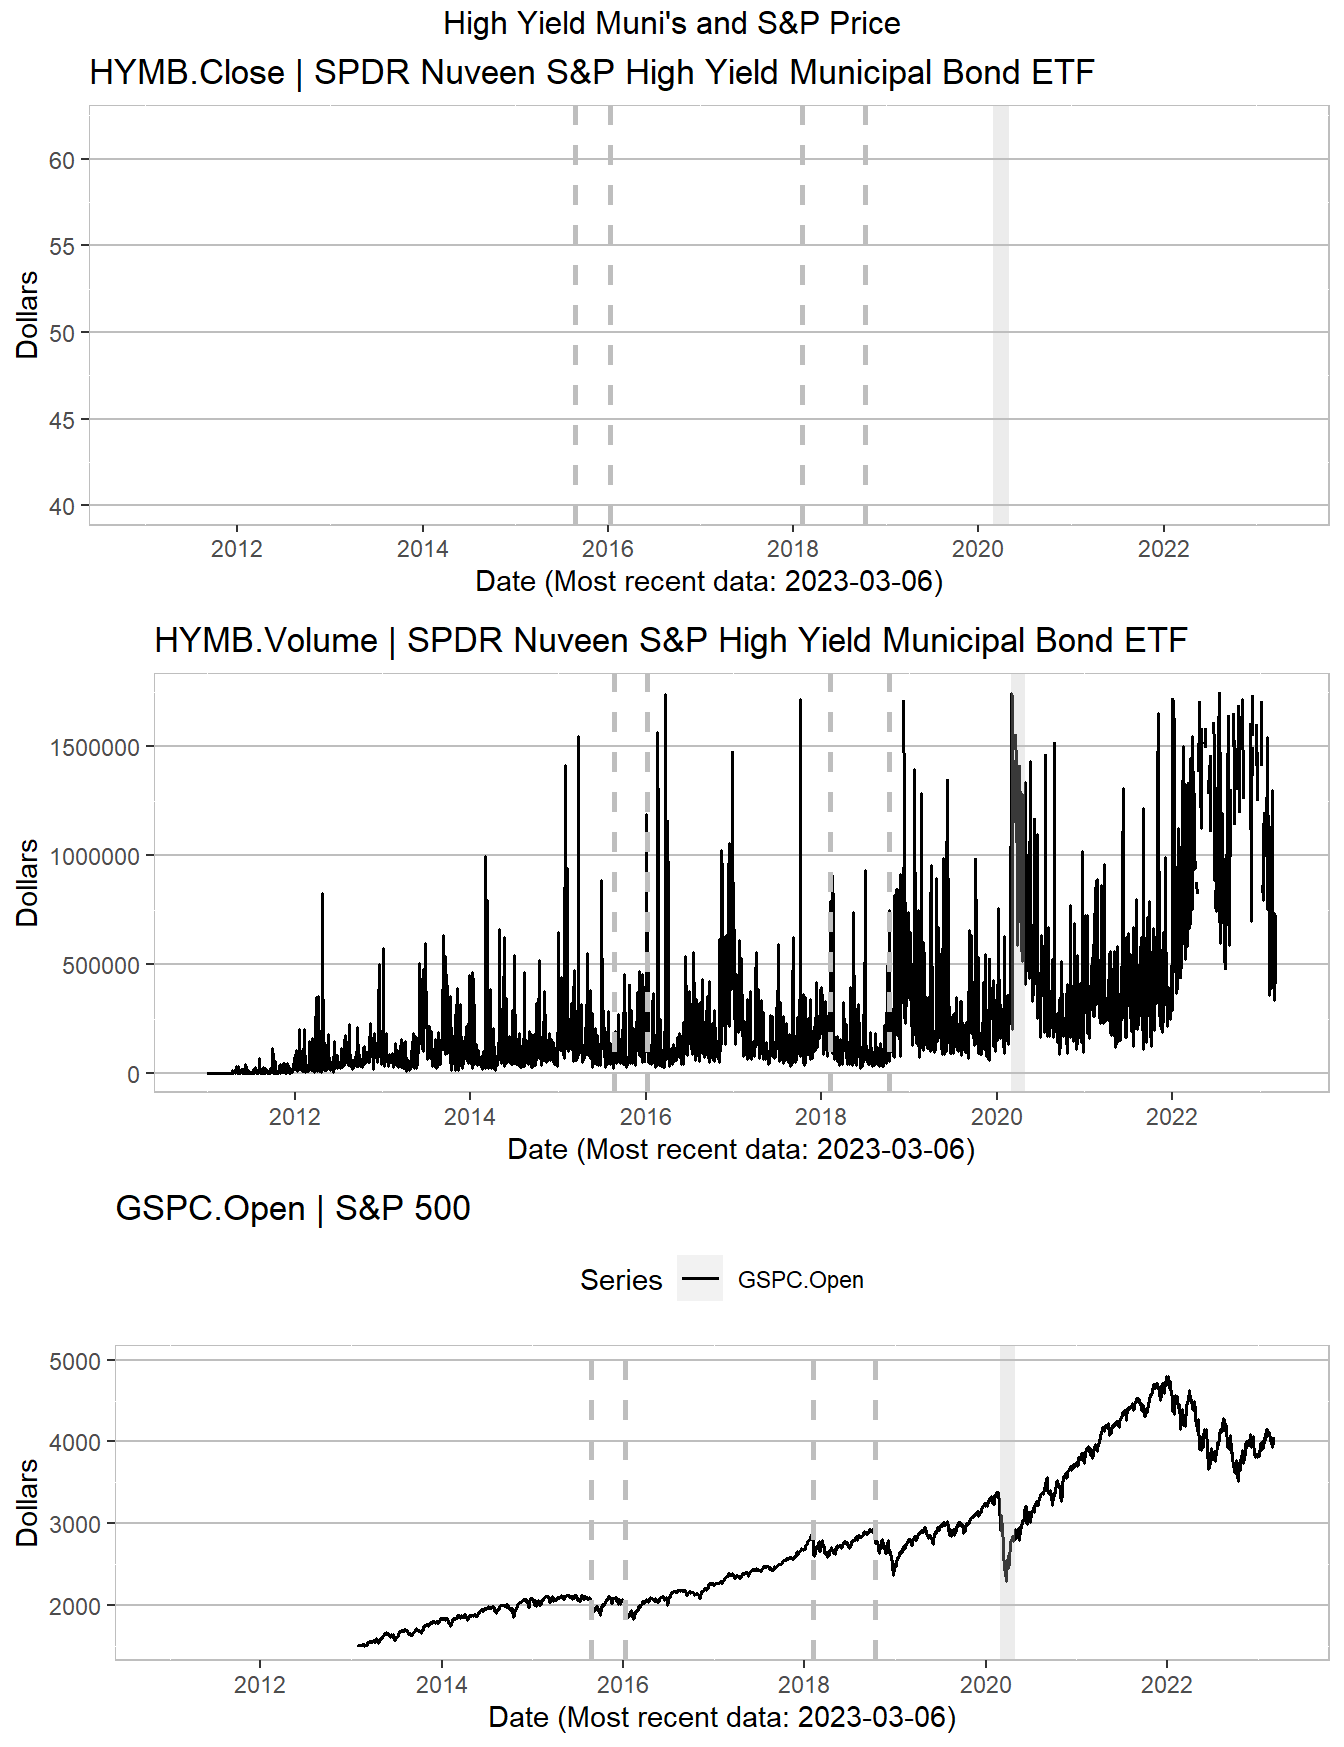 High Yield Muni's and S&P Price
HYMB.Close | SPDR Nuveen S&P High Yield Municipal Bond ETF
60
55
50
45
40
Dollars
2012 2014 2016 2018 2020 2022
Date (Most recent data: 2023-03-06)
HYMB.Volume | SPDR Nuveen S&P High Yield Municipal Bond ETF
1500000
1000000
500000
0
Dollars
2012 2014 2016 2018 2020 2022
Date (Most recent data: 2023-03-06)
GSPC.Open | S&P 500
Series GSPC.Open
5000
4000
3000
2000
Dollars
2012 2014 2016 2018 2020 2022
Date (Most recent data: 2023-03-06)